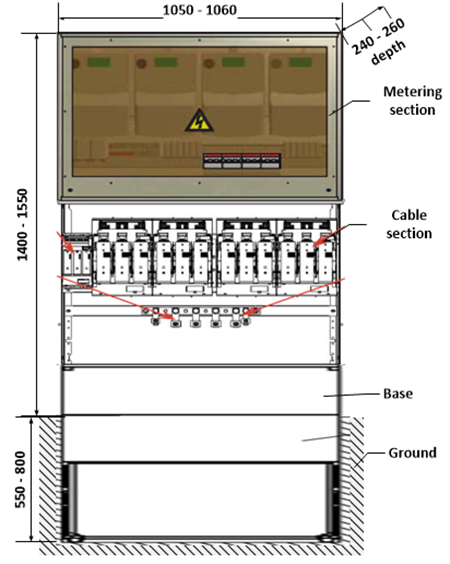 1050 - 1060
240 - 260
depth
Metering
section
1400 - 1550
Cable
section
Base
Ground
550 - 800